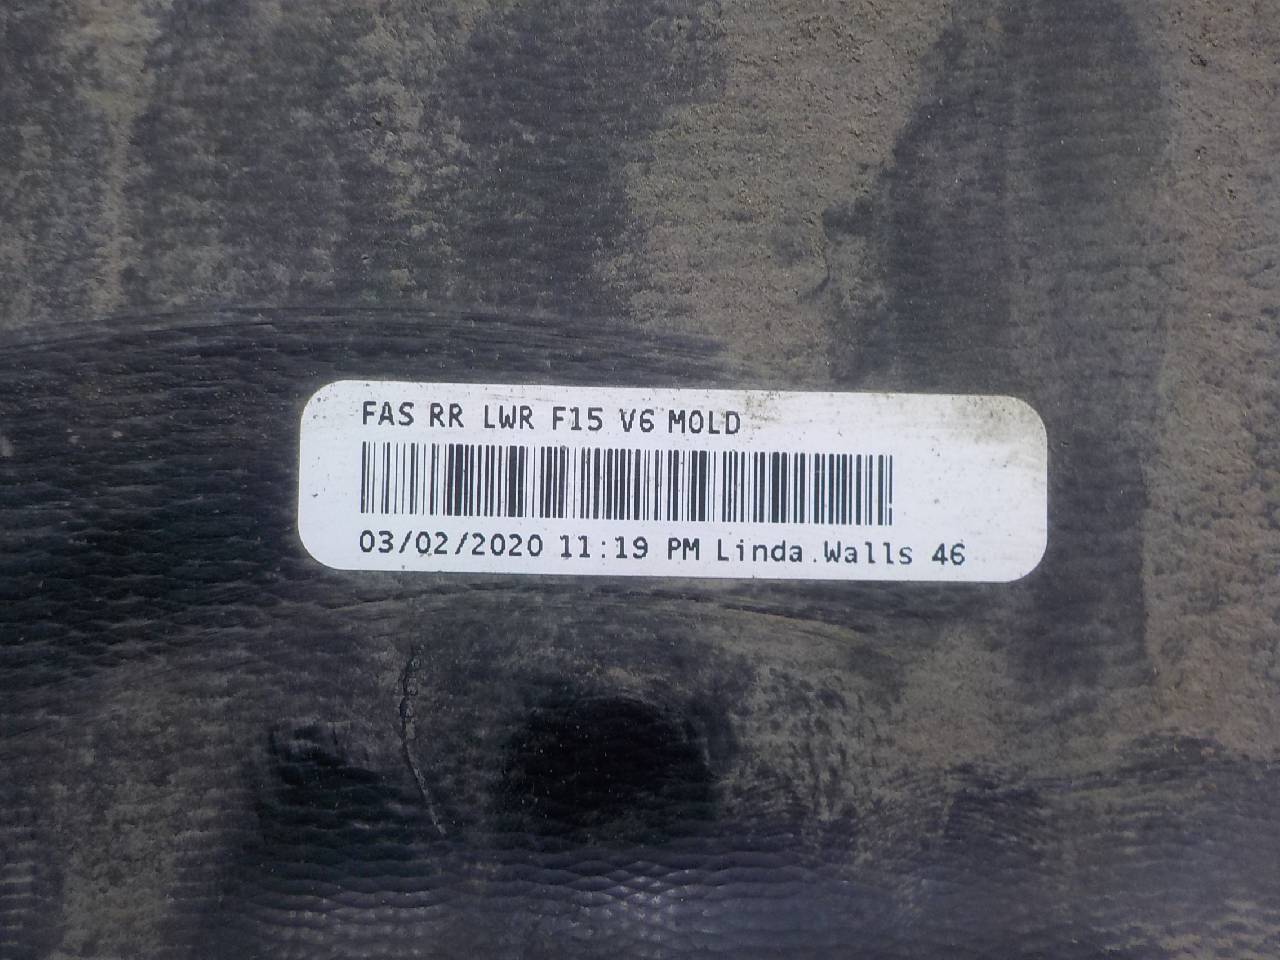 FAS RR LWR F15 V6 MOLD
03/02/2020 11:19 PM Linda.Walls 46